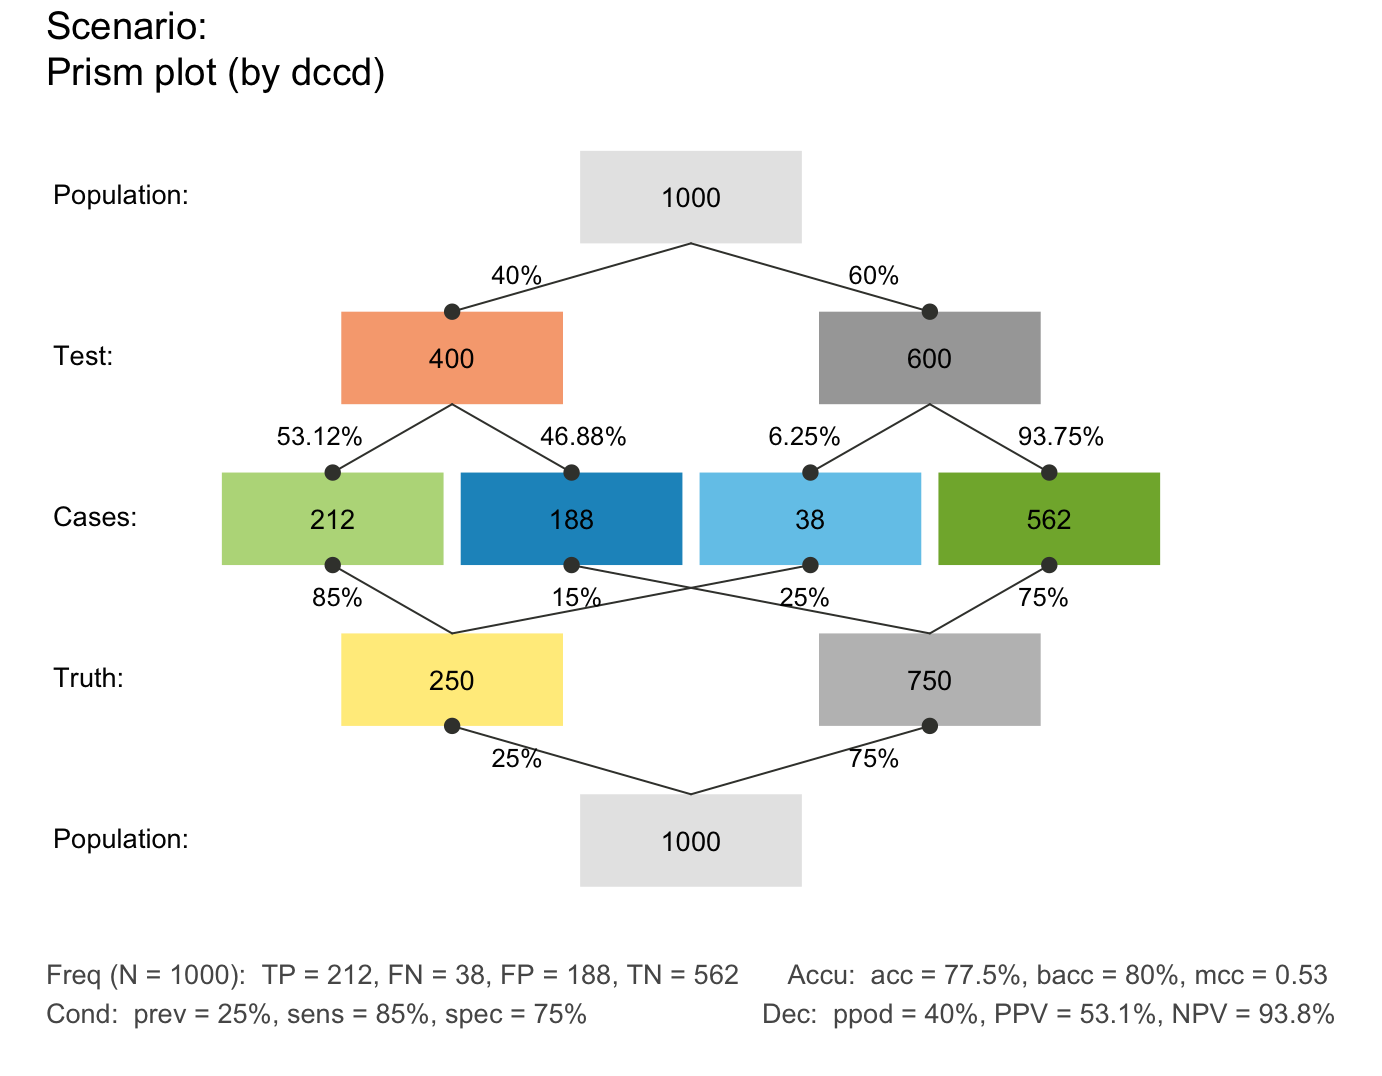 Scenario:
Prism plot (by dccd)
Population:
1000
40%
60%
Test:
400
600
53.12%
46.88%
6.25%
93.75%
Cases:
212
188
38
562
85%
15%
25%
75%
Truth:
250
750
25%
75%
Population:
1000
Freq (N = 1000):  TP = 212, FN = 38, FP = 188, TN = 562
Accu:  acc = 77.5%, bacc = 80%, mcc = 0.53
Cond:  prev = 25%, sens = 85%, spec = 75%
Dec:  ppod = 40%, PPV = 53.1%, NPV = 93.8%